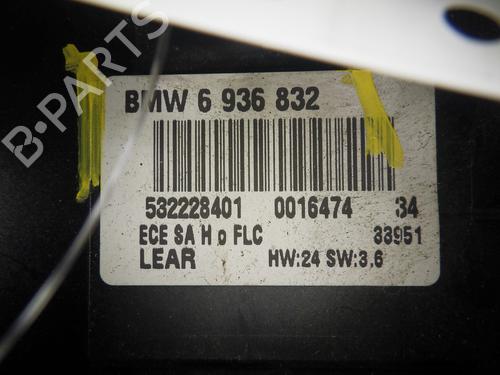 BMW 6 936 832
532228401 0016474 34
ECE SA H o FLC 33951
LEAR HW:24 SW:3.6
B-PARTS